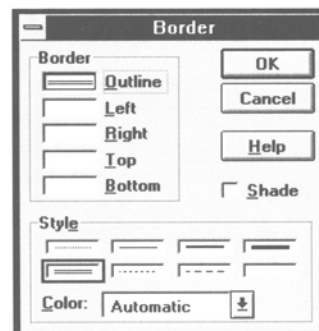 Border
Border
Outline
Left
Right
Top
Bottom
OK
Cancel
Help
Shade
Style
Color: Automatic